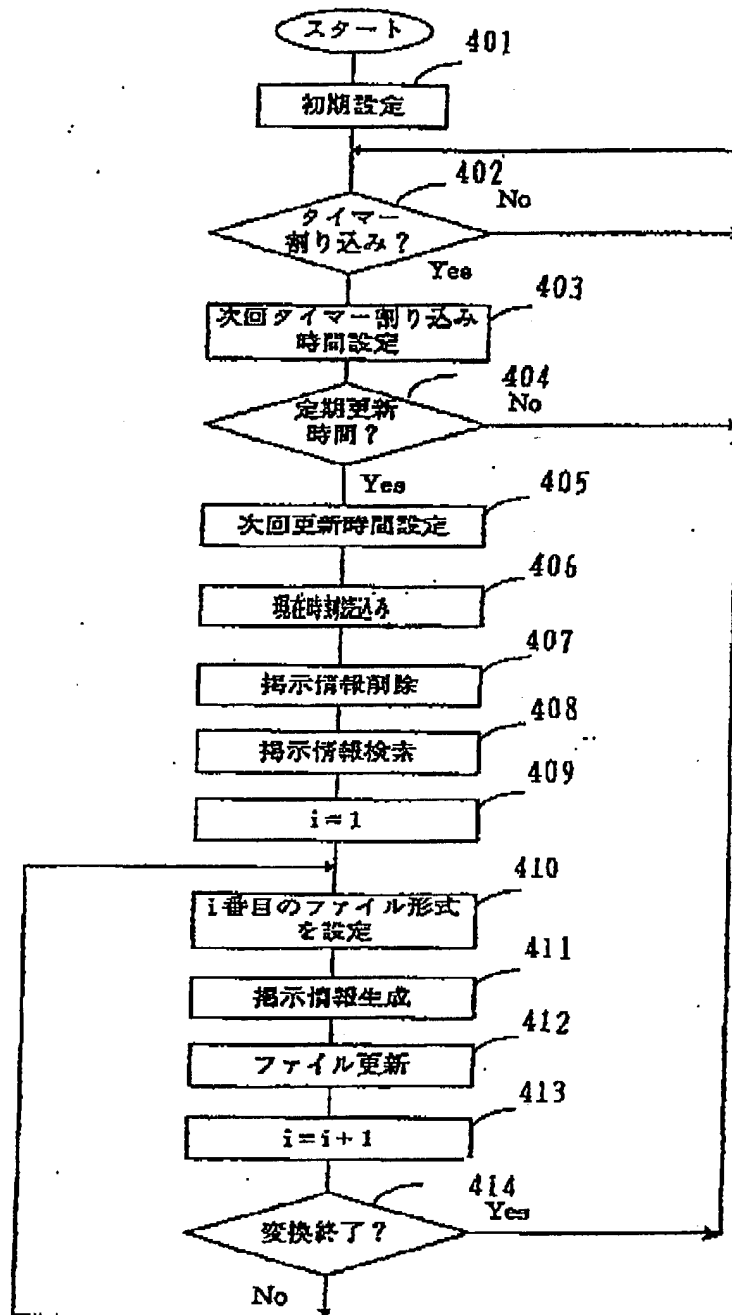 スタート
401
初期設定
402
No
タイマー
割り込み?
Yes
403
次回タイマー割り込み
時間設定
404
No
定期更新
時間?
Yes
405
次回更新時間設定
406
現在時刻読込み
407
掲示情報削除
408
掲示情報検索
409
i=1
410
i番目のファイル形式
を設定
411
掲示情報生成
412
ファイル更新
413
i=i+1
414
Yes
変換終了?
No